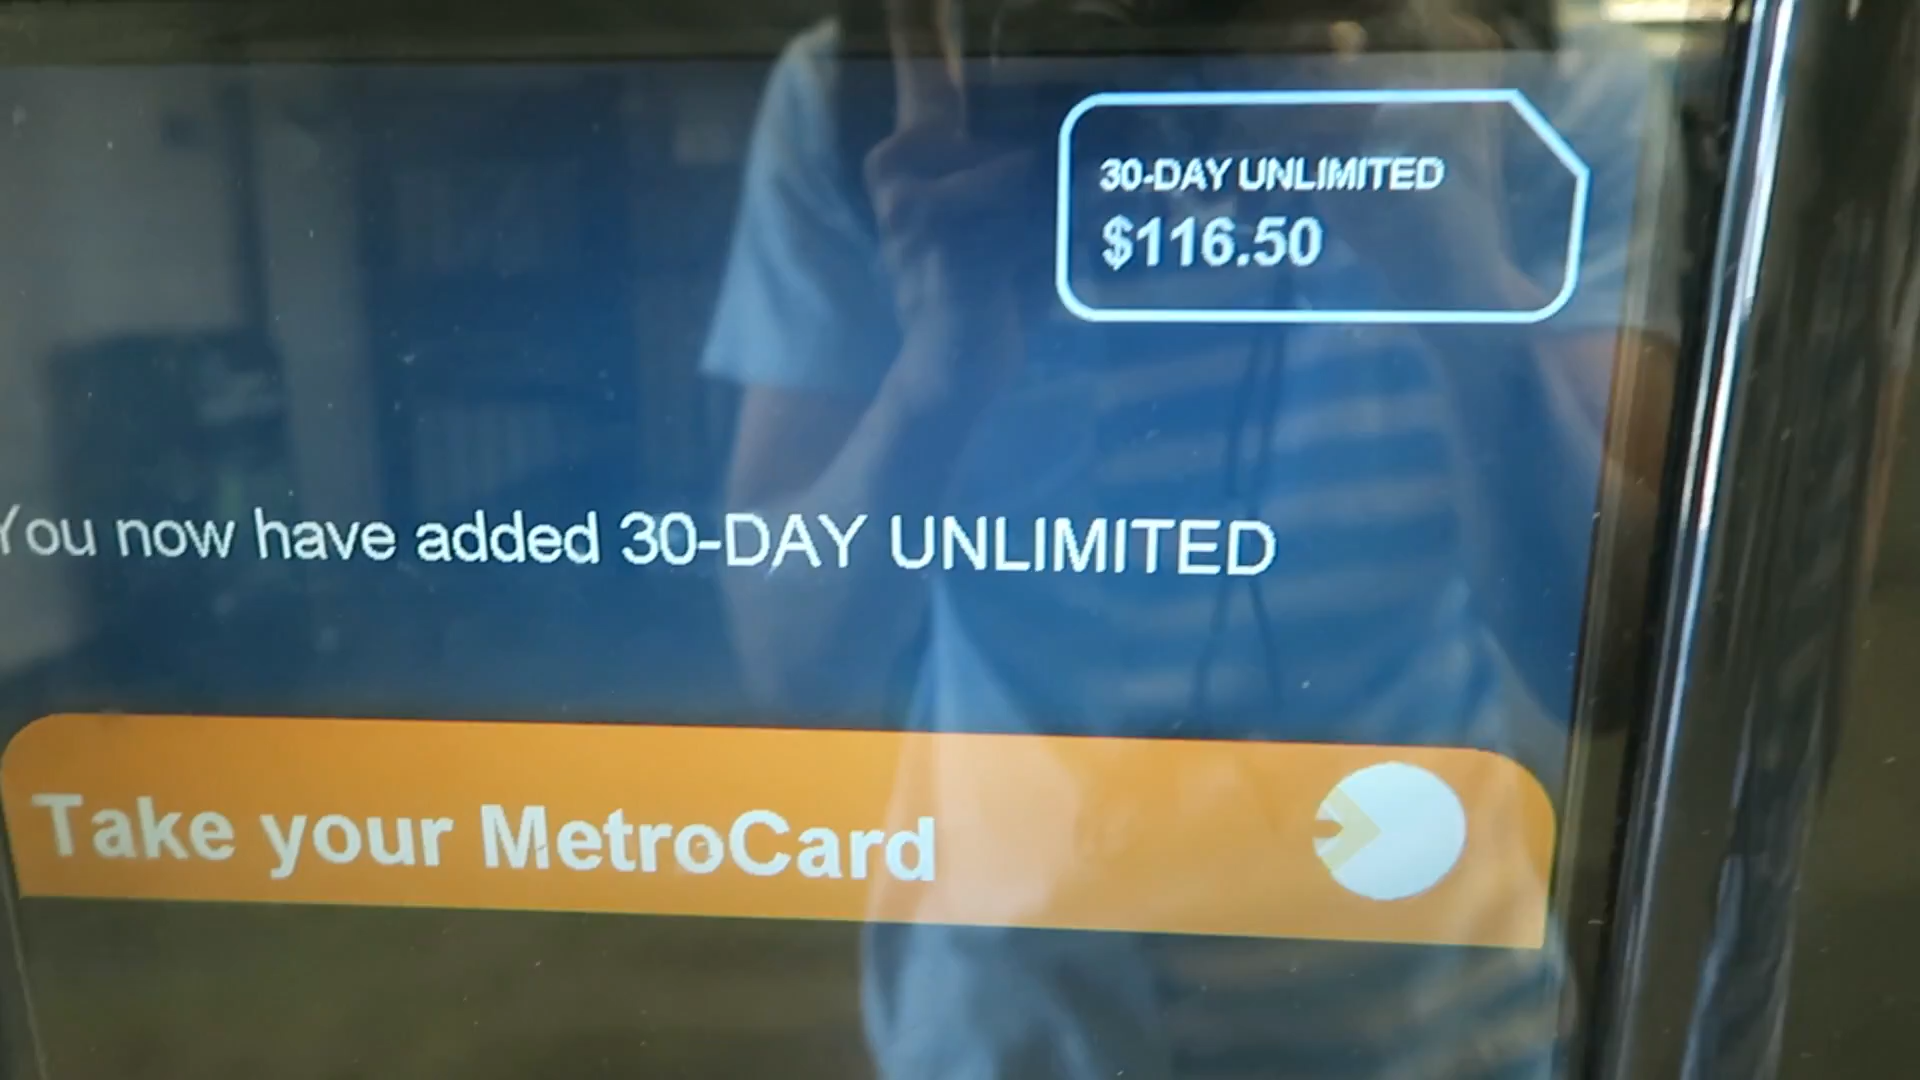 30-DAY UNLIMITED
$116.50
You now have added 30-DAY UNLIMITED
Take your MetroCard